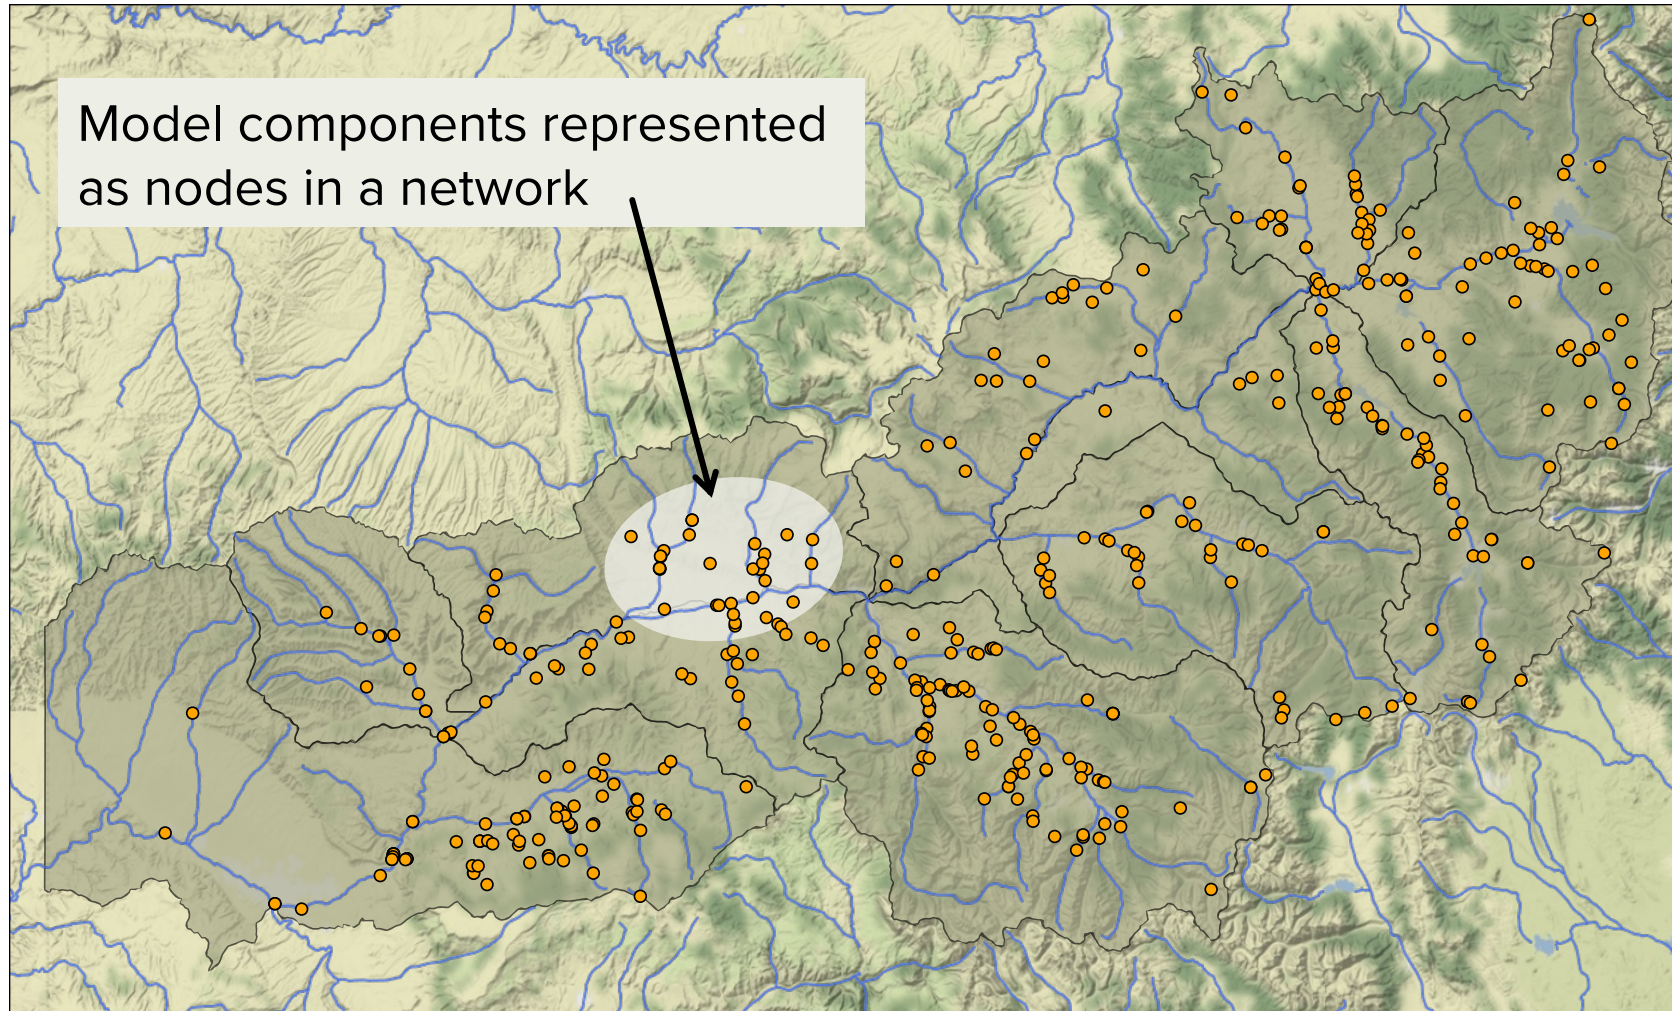 Model components represented
as nodes in a network